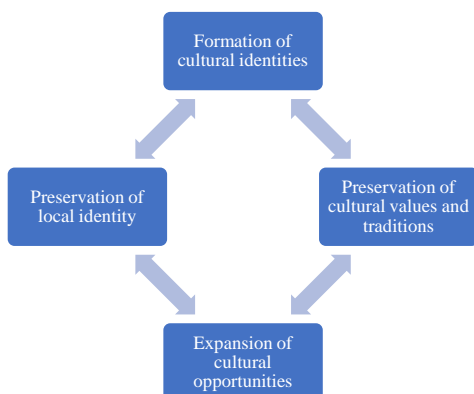 Formation of
cultural identities
Preservation of
local identity
Preservation of
cultural values and
traditions
Expansion of
cultural
opportunities